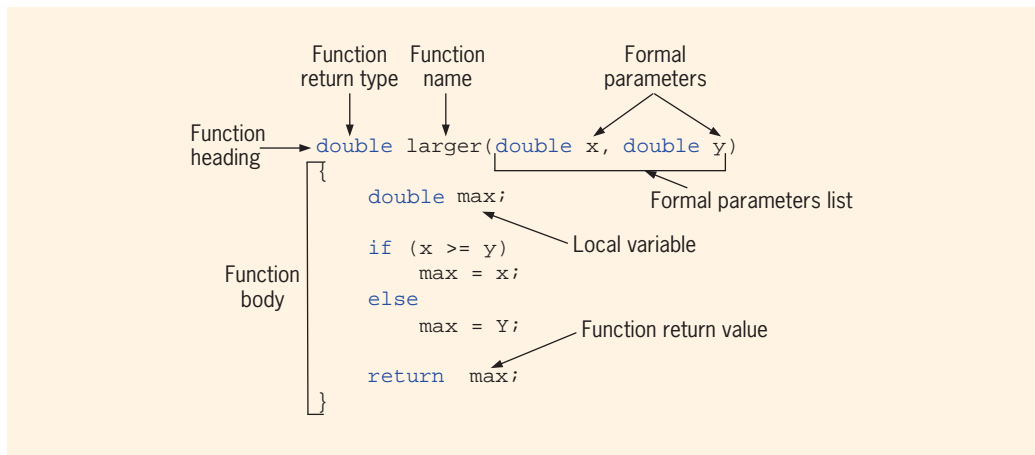 Function return type
Function name
Formal parameters
Function heading
double larger(double x, double y)
{
Formal parameters list
double max;
Local variable
if (x >= y)
max = x;
Function body
else
max = Y;
Function return value
return max;
}